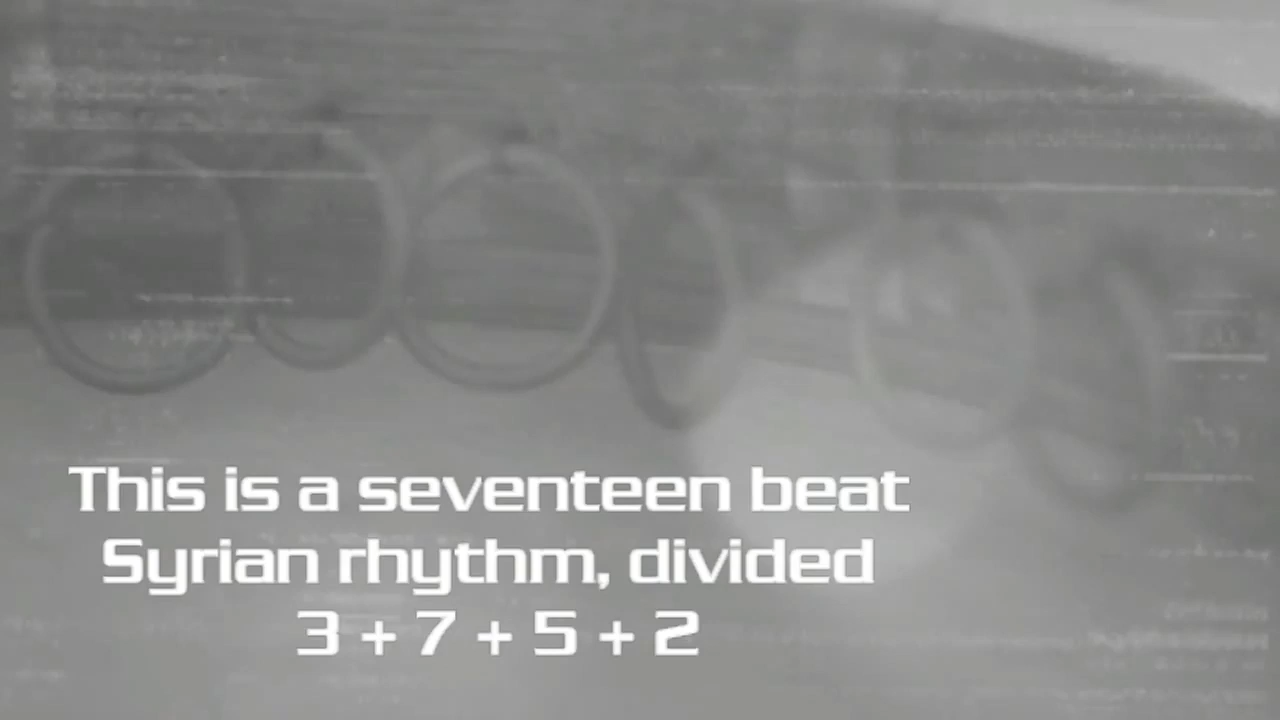 This is a seventeen beat
Syrian rhythm, divided
3 + 7 + 5 + 2